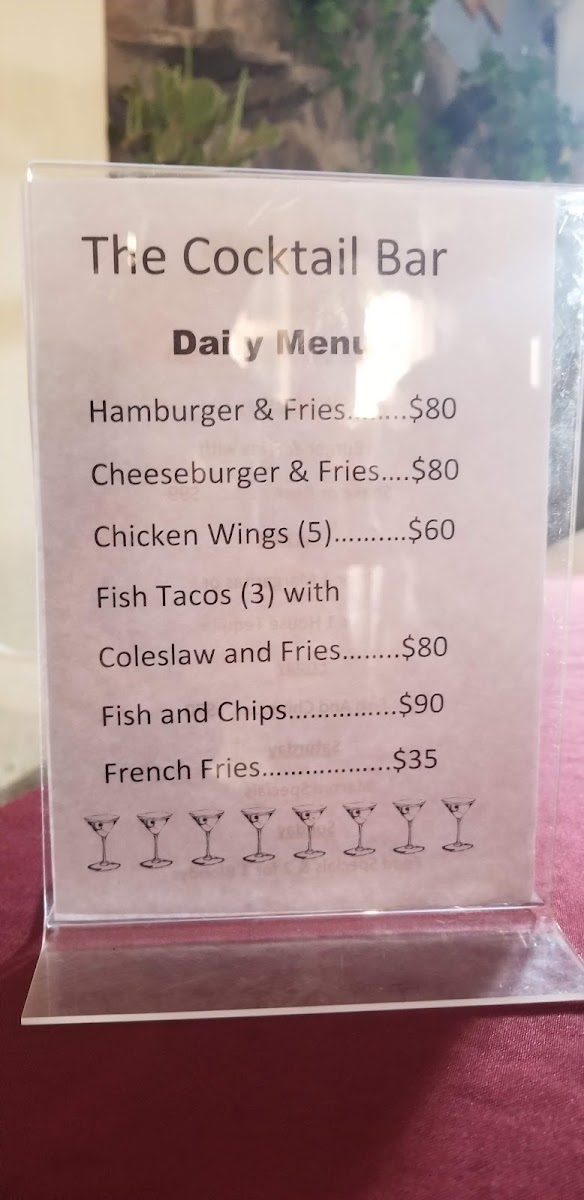 The Cocktail Bar
Daily Menu
Hamburger & Fries........$80
Cheeseburger & Fries....$80
Chicken Wings (5)..........$60
Fish Tacos (3) with
Coleslaw and Fries........$80
Fish and Chips...............$90
French Fries..................$35